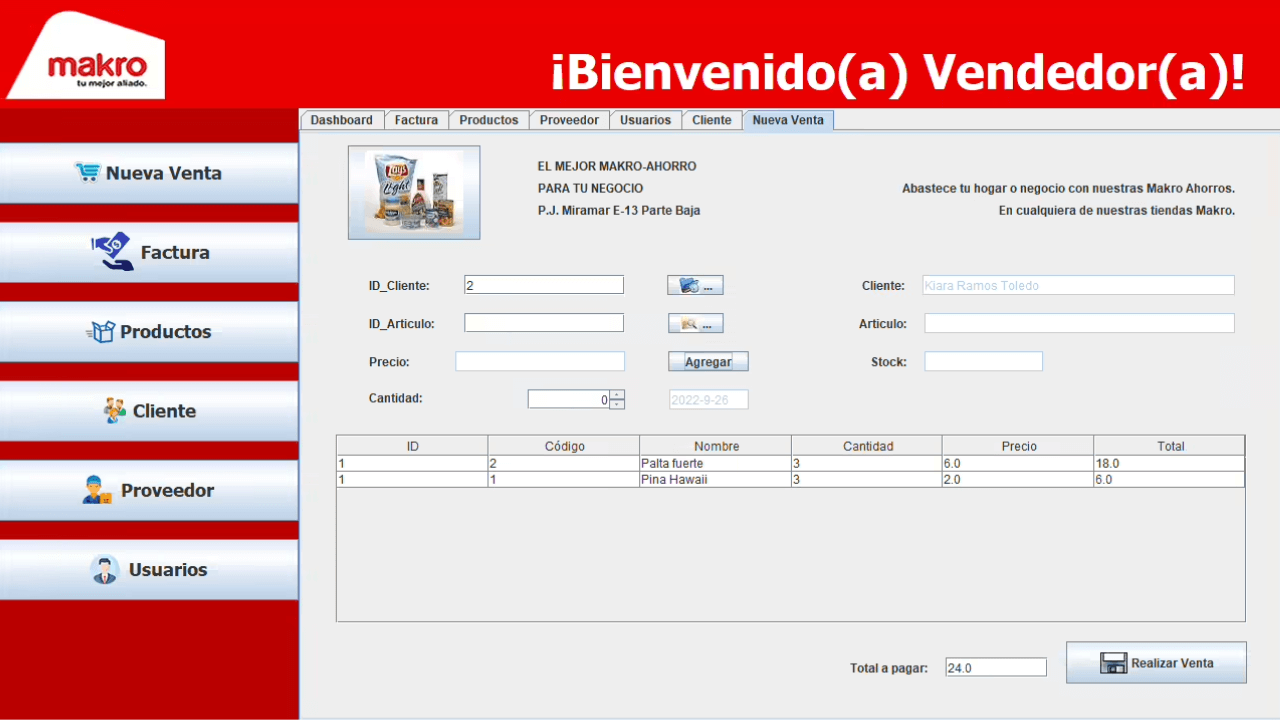 makro
tu mejor aliado.
¡Bienvenido(a) Vendedor(a)!
Dashboard Factura Productos Proveedor Usuarios Cliente Nueva Venta
Nueva Venta
Factura
Productos
Cliente
Proveedor
Usuarios
Lay's
Light
EL MEJOR MAKRO-AHORRO
PARA TU NEGOCIO
P.J. Miramar E-13 Parte Baja
Abastece tu hogar o negocio con nuestras Makro Ahorros.
En cualquiera de nuestras tiendas Makro.
ID_Cliente: 2 ... Cliente: Kiara Ramos Toledo
ID_Articulo: ... Articulo:
Precio: Agregar Stock:
Cantidad: 0 2022-9-26
ID Código Nombre Cantidad Precio Total
1 2 Palta fuerte 3 6.0 18.0
1 1 Pina Hawaii 3 2.0 6.0
Total a pagar: 24.0 Realizar Venta